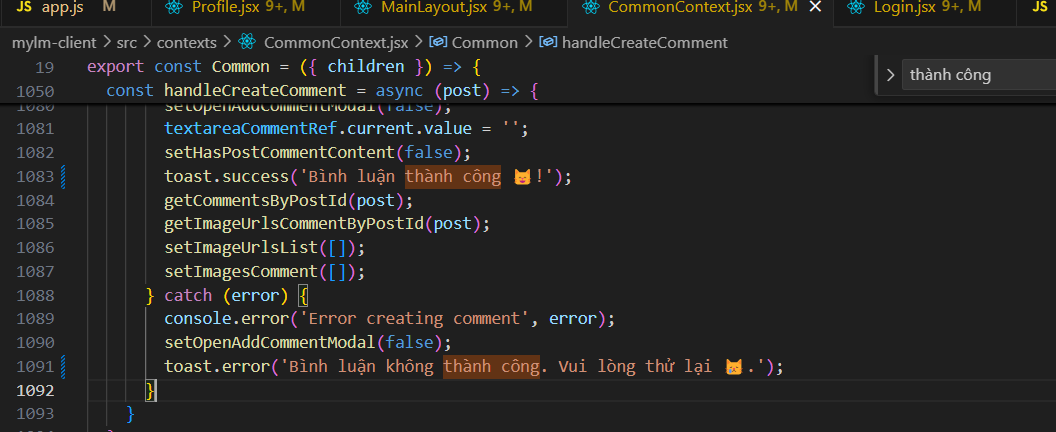 JS app.js M Profile.jsx 9+, M MainLayout.jsx 9+, M CommonContext.jsx 9+, M Login.jsx 9+, M JS
mylm-client > src > contexts > CommonContext.jsx > Common > handleCreateComment
19 export const Common = ({ children }) => {
thành công
1050 const handleCreateComment = async (post) => {
1080 setOpenAddCommentModal(false);
1081 textareaCommentRef.current.value = '';
1082 setHasPostCommentContent(false);
1083 toast.success('Bình luận thành công 😽!');
1084 getCommentsByPostId(post);
1085 getImageUrlsCommentByPostId(post);
1086 setImageUrlsList([]);
1087 setImagesComment([]);
1088 } catch (error) {
1089 console.error('Error creating comment', error);
1090 setOpenAddCommentModal(false);
1091 toast.error('Bình luận không thành công. Vui lòng thử lại 😿.');
1092 }
1093 }